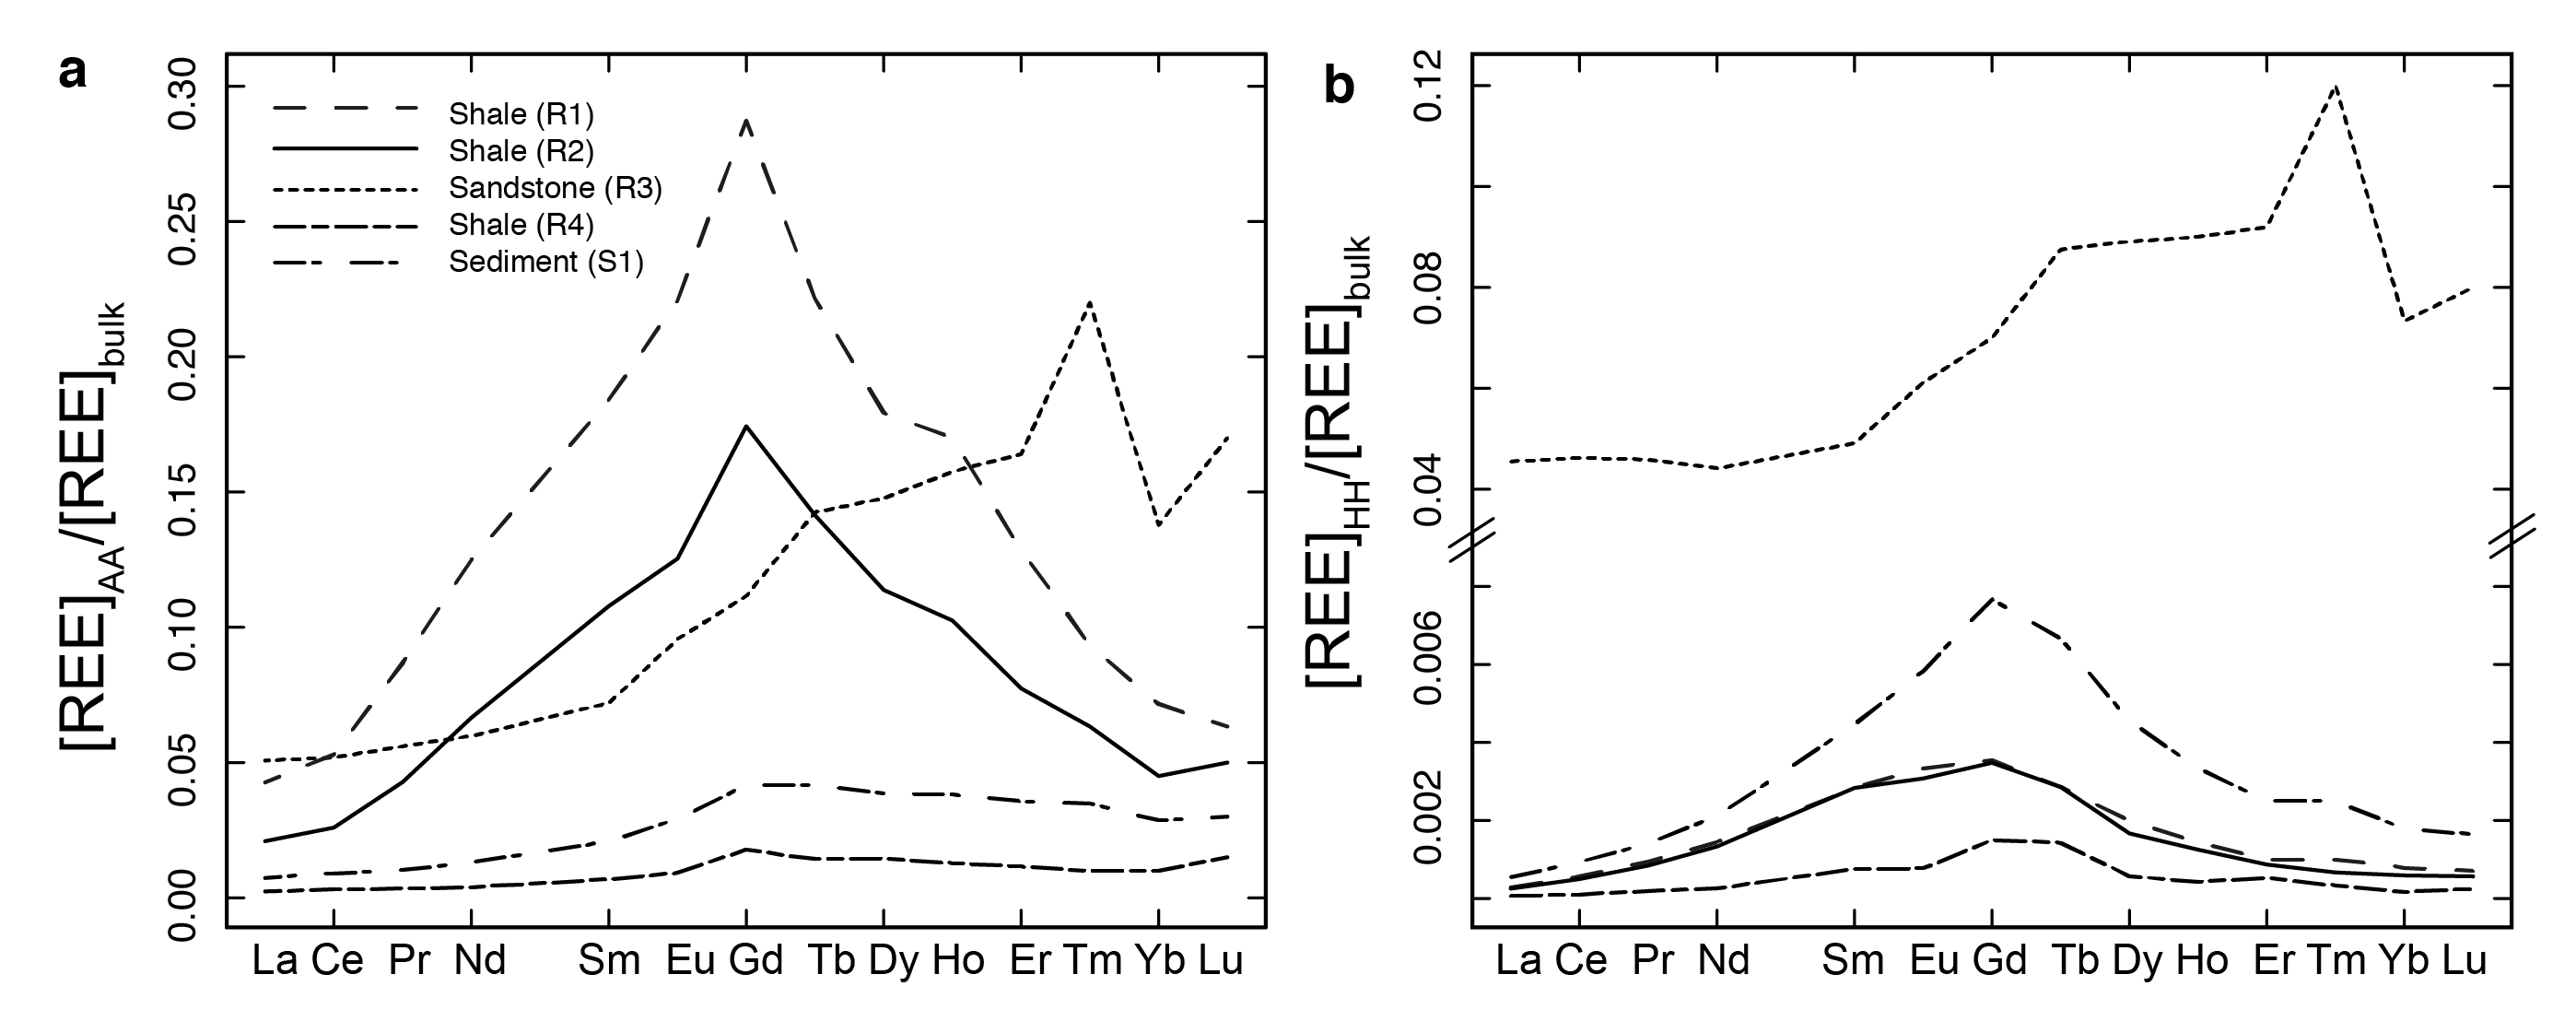 a
0.30
0.25
0.20
0.15
0.10
0.05
0.00
[REE]AA/[REE]bulk
Shale (R1)
Shale (R2)
Sandstone (R3)
Shale (R4)
Sediment (S1)
La Ce Pr Nd Sm Eu Gd Tb Dy Ho Er Tm Yb Lu
b
0.12
0.08
0.04
0.006
0.002
[REE]HH/[REE]bulk
La Ce Pr Nd Sm Eu Gd Tb Dy Ho Er Tm Yb Lu